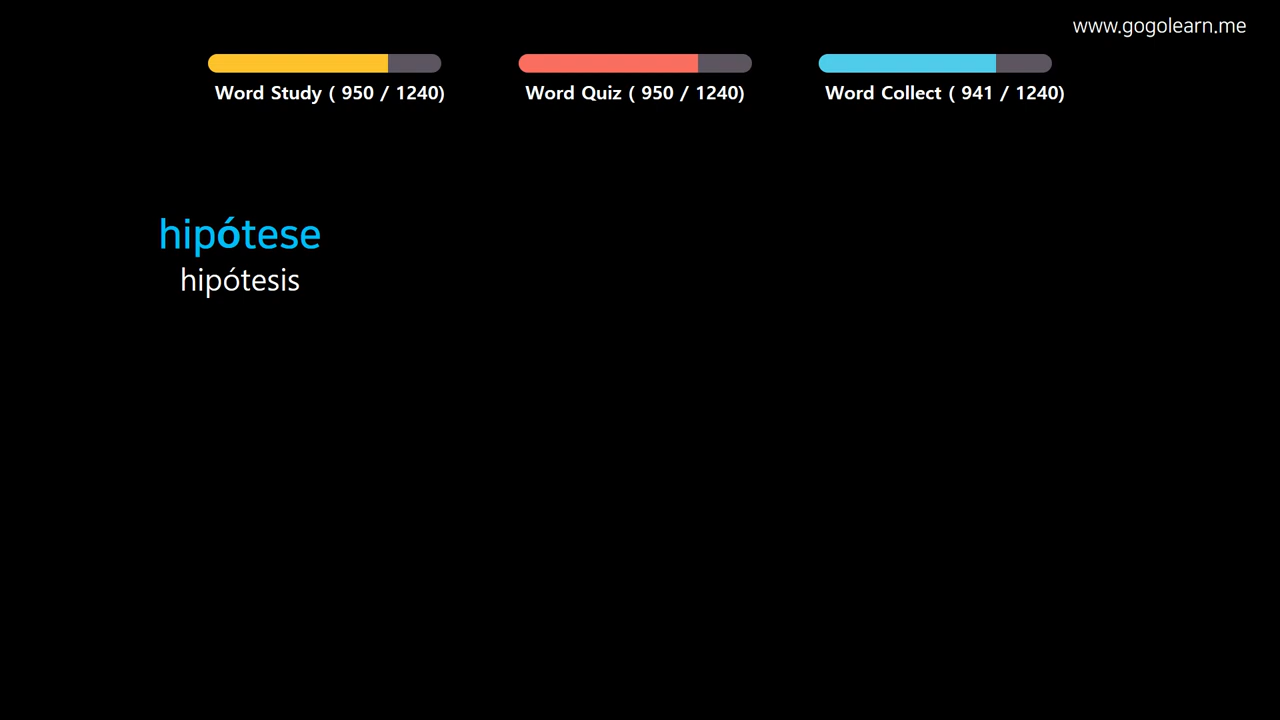 www.gogolearn.me
Word Study ( 950 / 1240)
Word Quiz ( 950 / 1240)
Word Collect ( 941 / 1240)
hipótese
hipótesis